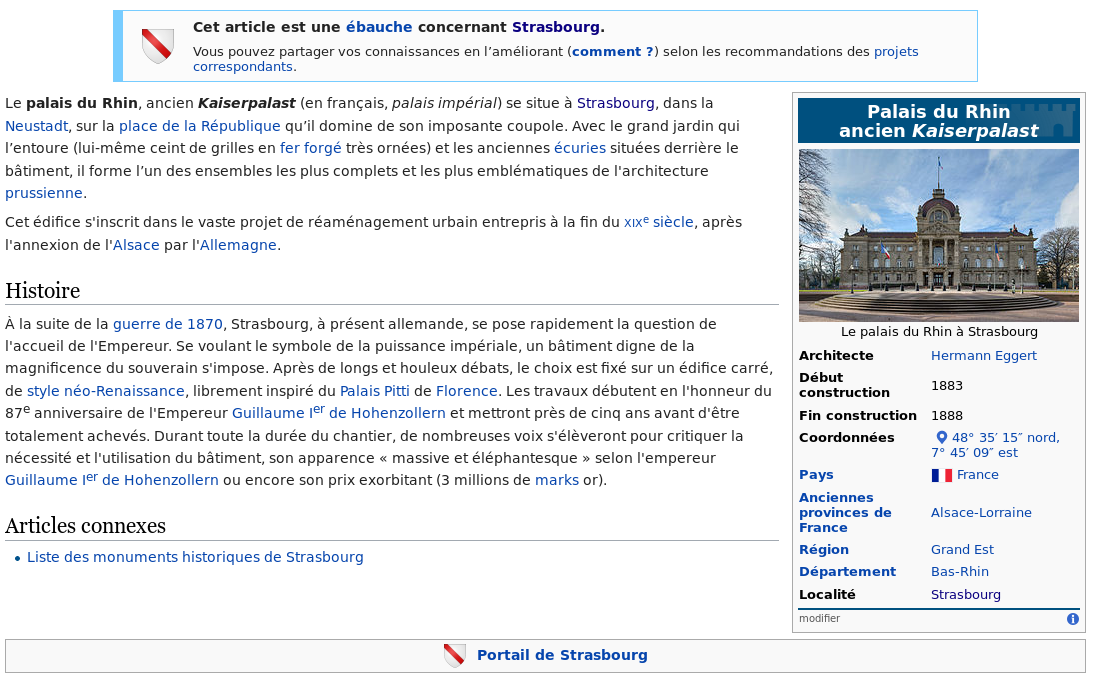 Cet article est une ébauche concernant Strasbourg.
Vous pouvez partager vos connaissances en l’améliorant (comment ?) selon les recommandations des projets
correspondants.
Le palais du Rhin, ancien Kaiserpalast (en français, palais impérial) se situe à Strasbourg, dans la
Neustadt, sur la place de la République qu’il domine de son imposante coupole. Avec le grand jardin qui
l’entoure (lui-même ceint de grilles en fer forgé très ornées) et les anciennes écuries situées derrière le
bâtiment, il forme l’un des ensembles les plus complets et les plus emblématiques de l'architecture
prussienne.
Cet édifice s'inscrit dans le vaste projet de réaménagement urbain entrepris à la fin du XIXe siècle, après
l'annexion de l'Alsace par l'Allemagne.
Histoire
À la suite de la guerre de 1870, Strasbourg, à présent allemande, se pose rapidement la question de
l'accueil de l'Empereur. Se voulant le symbole de la puissance impériale, un bâtiment digne de la
magnificence du souverain s'impose. Après de longs et houleux débats, le choix est fixé sur un édifice carré,
de style néo-Renaissance, librement inspiré du Palais Pitti de Florence. Les travaux débutent en l'honneur du
87e anniversaire de l'Empereur Guillaume Ier de Hohenzollern et mettront près de cinq ans avant d'être
totalement achevés. Durant toute la durée du chantier, de nombreuses voix s'élèveront pour critiquer la
nécessité et l'utilisation du bâtiment, son apparence « massive et éléphantesque » selon l'empereur
Guillaume Ier de Hohenzollern ou encore son prix exorbitant (3 millions de marks or).
Articles connexes
• Liste des monuments historiques de Strasbourg
Palais du Rhin
ancien Kaiserpalast
Le palais du Rhin à Strasbourg
Architecte Hermann Eggert
Début
construction 1883
Fin construction 1888
Coordonnées 48° 35′ 15″ nord,
7° 45′ 09″ est
Pays France
Anciennes
provinces de
France Alsace-Lorraine
Région Grand Est
Département Bas-Rhin
Localité Strasbourg
modifier
Portail de Strasbourg